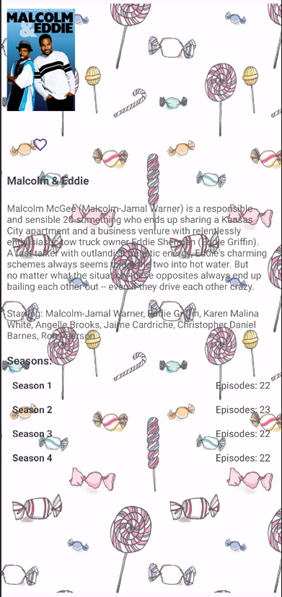 MALCOLM
& EDDIE
Malcolm & Eddie
Malcolm McGee (Malcolm-Jamal Warner) is a responsible
and sensible 20-something who ends up sharing a Kansas
City apartment and a business venture with relentlessly
enthusiastic tow truck owner Eddie Sherman (Eddie Griffin).
A fast talker with outlandish, frenetic energy, Eddie's charming
schemes always seem to get the two into hot water. But
no matter what the situation, these opposites always end up
bailing each other out -- even if they drive each other crazy.
Starring: Malcolm-Jamal Warner, Eddie Griffin, Karen Malina
White, Angelle Brooks, Jaime Cardriche, Christopher Daniel
Barnes, Ron Pearson
Seasons:
Season 1 Episodes: 22
Season 2 Episodes: 23
Season 3 Episodes: 22
Season 4 Episodes: 22